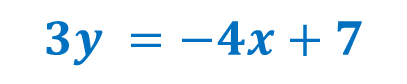 3y = −4x + 7